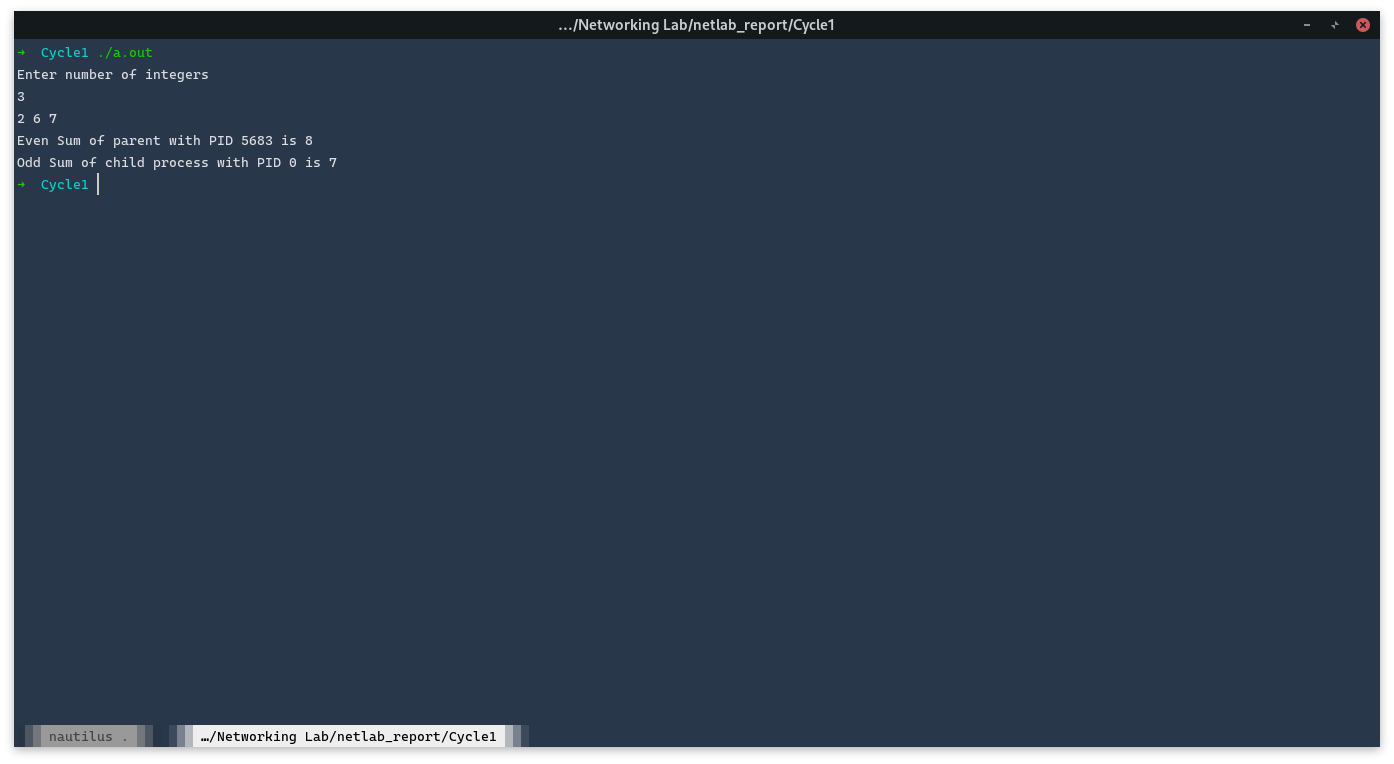 …/Networking Lab/netlab_report/Cycle1
→ Cycle1 ./a.out
Enter number of integers
3
2 6 7
Even Sum of parent with PID 5683 is 8
Odd Sum of child process with PID 0 is 7
→ Cycle1
nautilus . …/Networking Lab/netlab_report/Cycle1